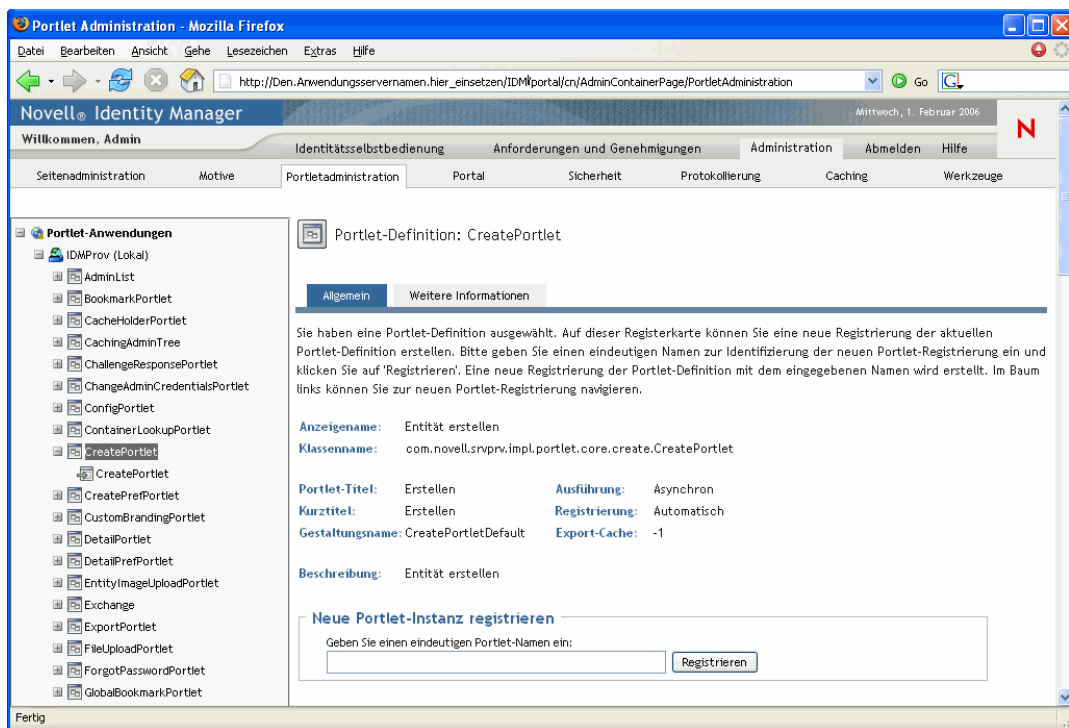 Portlet Administration - Mozilla Firefox
Datei Bearbeiten Ansicht Gehe Lesezeichen Extras Hilfe
http://Den.Anwendungsservernamen.hier_einsetzen/IDM/portal/cn/AdminContainerPage/PortletAdministration Go G
Novell® Identity Manager
Mittwoch, 1. Februar 2006
N
Willkommen, Admin
Identitätsselbstbedienung Anforderungen und Genehmigungen Administration Abmelden Hilfe
Seitenadministration Motive Portletadministration Portal Sicherheit Protokollierung Caching Werkzeuge
Portlet-Anwendungen
IDMProv (Lokal)
AdminList
BookmarkPortlet
CacheHolderPortlet
CachingAdminTree
ChallengeResponsePortlet
ChangeAdminCredentialsPortlet
ConfigPortlet
ContainerLookupPortlet
CreatePortlet
CreatePortlet
CreatePrefPortlet
CustomBrandingPortlet
DetailPortlet
DetailPrefPortlet
EntityImageUploadPortlet
Exchange
ExportPortlet
FileUploadPortlet
ForgotPasswordPortlet
GlobalBookmarkPortlet
Portlet-Definition: CreatePortlet
Allgemein Weitere Informationen
Sie haben eine Portlet-Definition ausgewählt. Auf dieser Registerkarte können Sie eine neue Registrierung der aktuellen
Portlet-Definition erstellen. Bitte geben Sie einen eindeutigen Namen zur Identifizierung der neuen Portlet-Registrierung ein und
klicken Sie auf 'Registrieren'. Eine neue Registrierung der Portlet-Definition mit dem eingegebenen Namen wird erstellt. Im Baum
links können Sie zur neuen Portlet-Registrierung navigieren.
Anzeigename: Entität erstellen
Klassenname: com.novell.srvprv.impl.portlet.core.create.CreatePortlet
Portlet-Titel: Erstellen Ausführung: Asynchron
Kurztitel: Erstellen Registrierung: Automatisch
Gestaltungsname: CreatePortletDefault Export-Cache: -1
Beschreibung: Entität erstellen
Neue Portlet-Instanz registrieren
Geben Sie einen eindeutigen Portlet-Namen ein:
Registrieren
Fertig